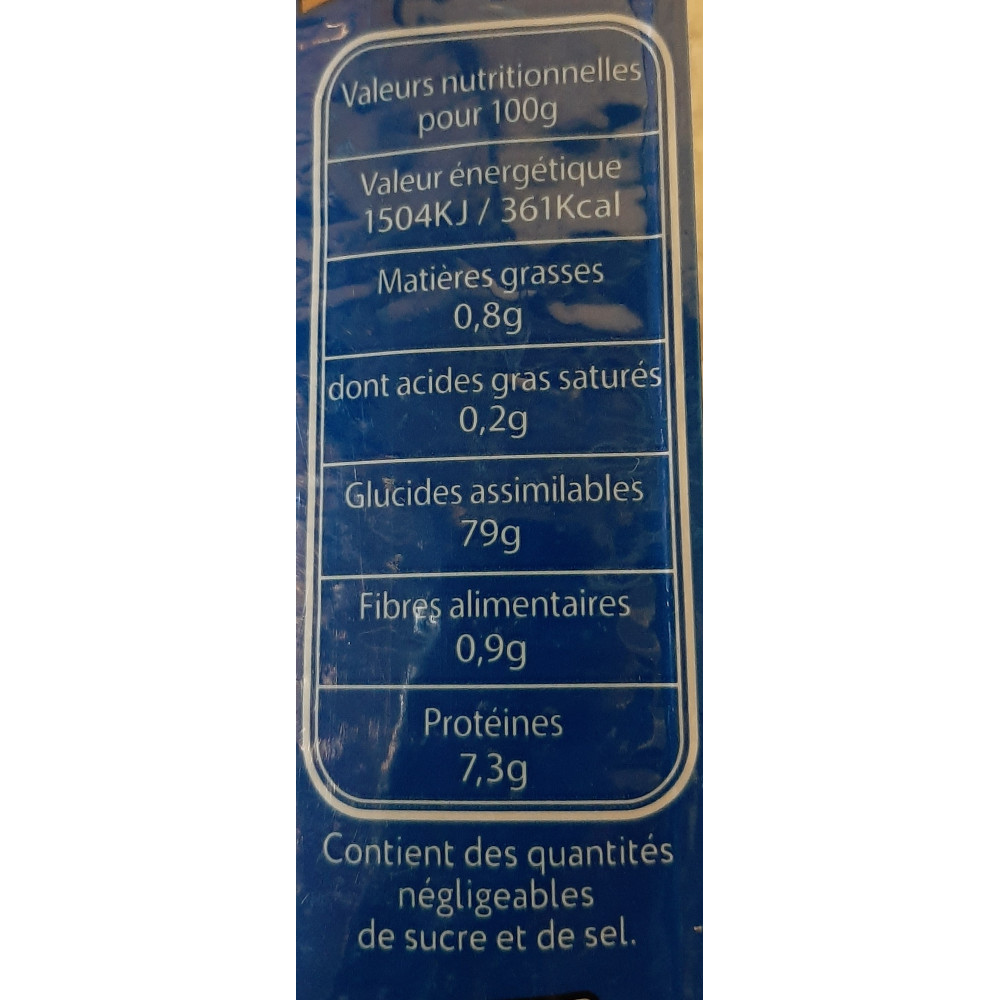 Valeurs nutritionnelles
pour 100g
Valeur énergétique
1504KJ / 361Kcal
Matières grasses
0,8g
dont acides gras saturés
0,2g
Glucides assimilables
79g
Fibres alimentaires
0,9g
Protéines
7,3g
Contient des quantités
négligeables
de sucre et de sel.